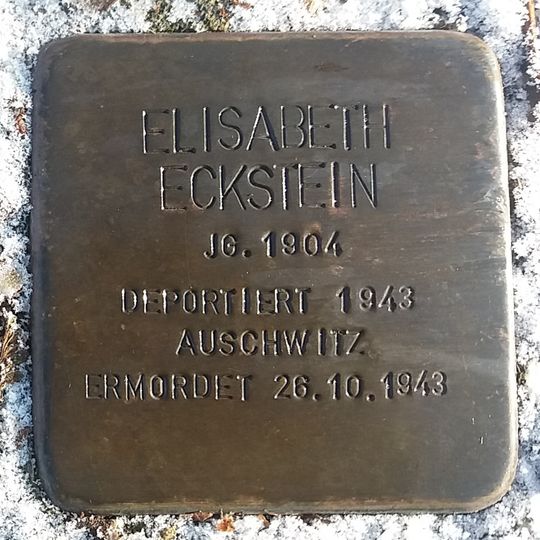 ELISABETH
ECKSTEIN
JG. 1904
DEPORTIERT 1943
AUSCHWITZ
ERMORDET 26.10.1943